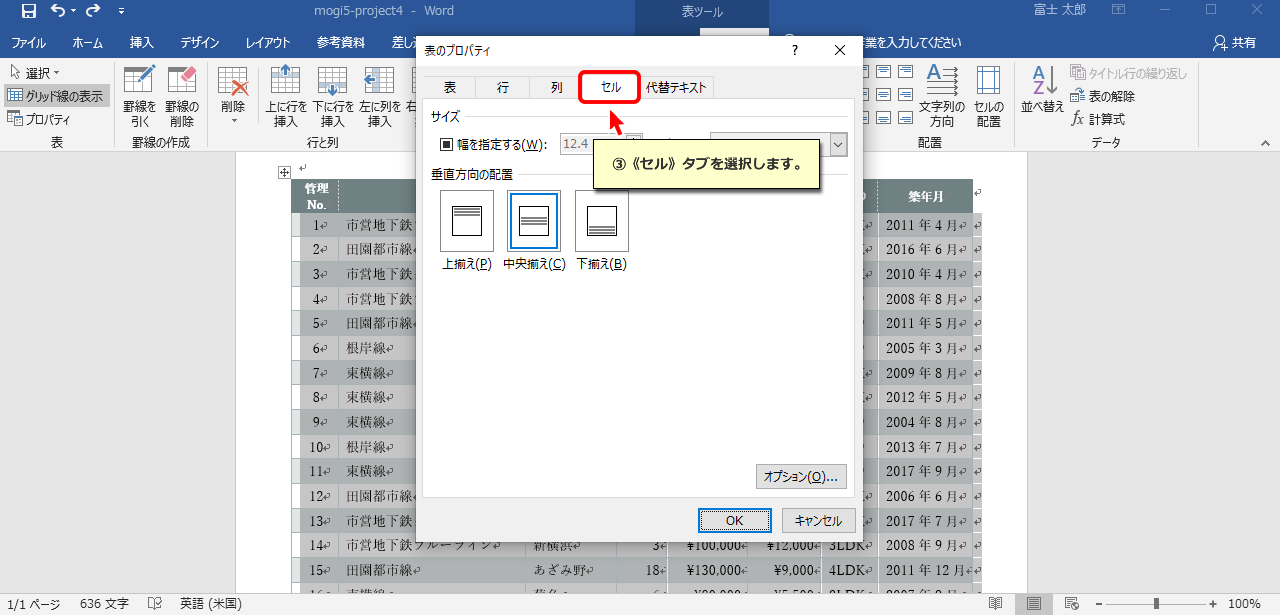 mogi5-project4 - Word
表ツール
富士 太郎
ファイル ホーム 挿入 デザイン レイアウト 参考資料 差し
業を入力してください
共有
選択
グリッド線の表示
プロパティ
表
罫線を引く
罫線の削除
罫線の作成
削除
上に行を挿入
下に行を挿入
左に列を挿入
行と列
文字列の方向
セルの配置
配置
並べ替え
タイトル行の繰り返し
表の解除
計算式
データ
表のプロパティ
?
表 行 列 セル 代替テキスト
サイズ
幅を指定する(W): 12.4
③《セル》タブを選択します。
垂直方向の配置
上揃え(P) 中央揃え(C) 下揃え(B)
オプション(O)...
OK キャンセル
管理No. 築年月
1 市営地下鉄 2011 年 4 月
2 田園都市線 2016 年 6 月
3 市営地下鉄 2010 年 4 月
4 市営地下鉄 2008 年 8 月
5 田園都市線 2011 年 5 月
6 根岸線 2005 年 3 月
7 東横線 2009 年 8 月
8 東横線 2012 年 5 月
9 東横線 2004 年 8 月
10 根岸線 2013 年 7 月
11 東横線 2017 年 9 月
12 田園都市線 2006 年 6 月
13 市営地下鉄 2017 年 7 月
14 市営地下鉄ブルーライン 新横浜 3 ¥100,000 ¥12,000 3LDK 2008 年 9 月
15 田園都市線 あざみ野 18 ¥130,000 ¥9,000 4LDK 2011 年 12 月
1/1 ページ 636 文字 英語 (米国) 100%